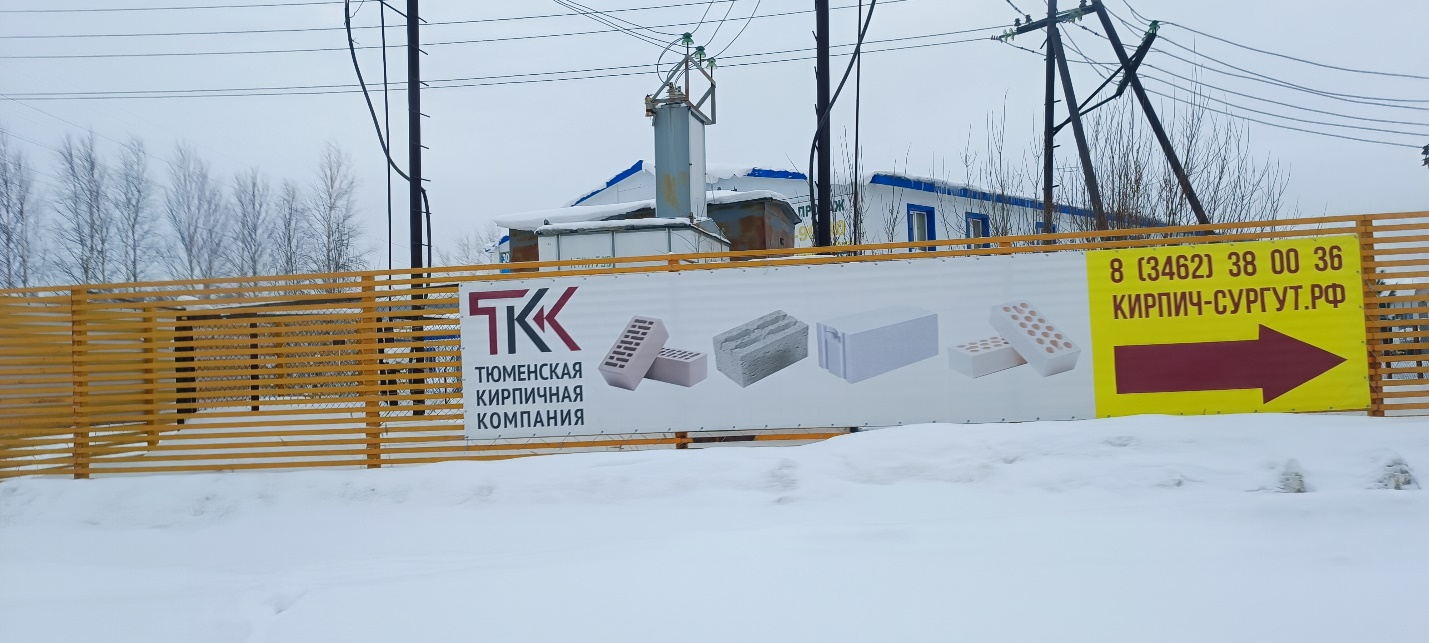 ТКК
ТЮМЕНСКАЯ
КИРПИЧНАЯ
КОМПАНИЯ
8 (3462) 38 00 36
КИРПИЧ-СУРГУТ.РФ